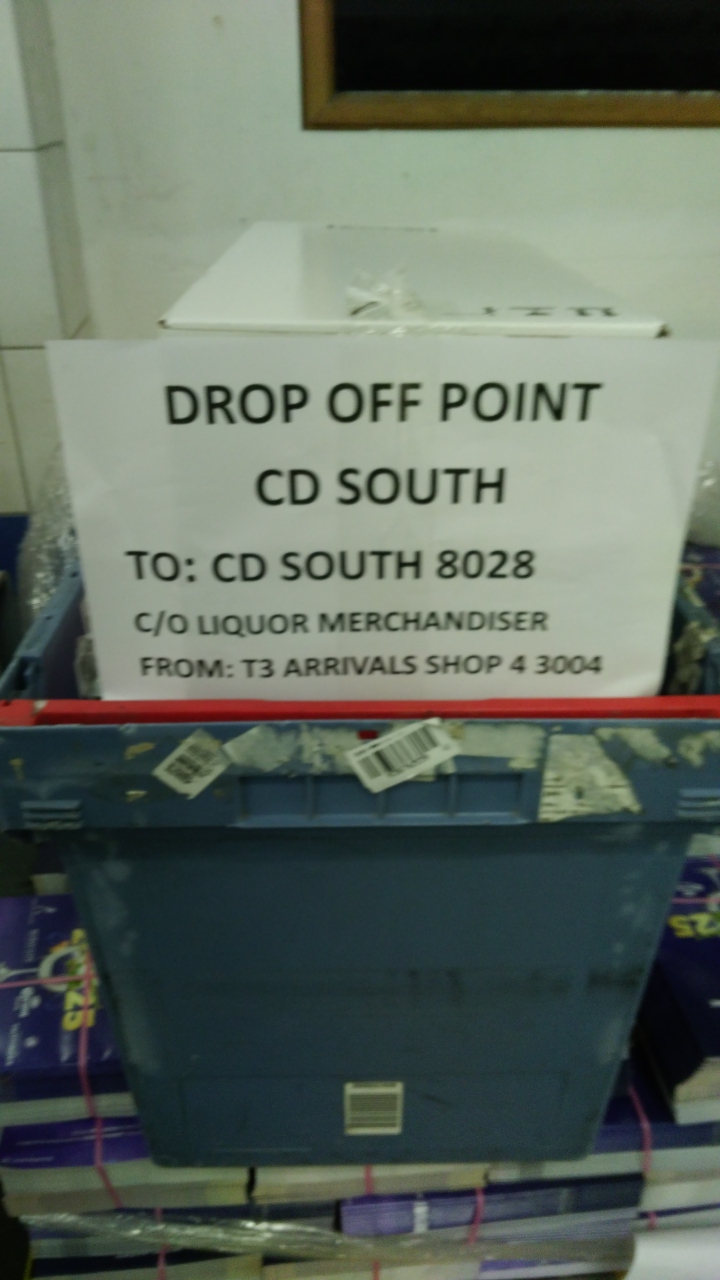 DROP OFF POINT
CD SOUTH
TO: CD SOUTH 8028
C/O LIQUOR MERCHANDISER
FROM: T3 ARRIVALS SHOP 4 3004